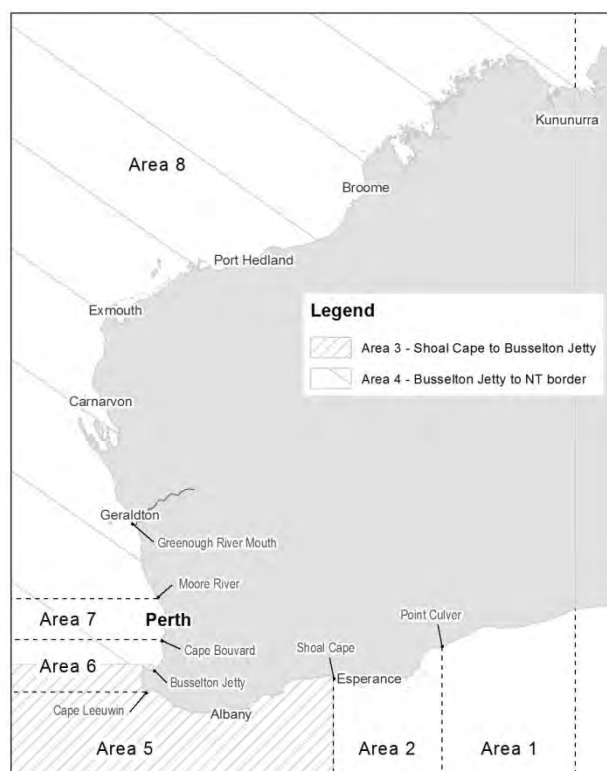 Kununurra
Area 8
Broome
Port Hedland
Exmouth
Legend
Area 3 - Shoal Cape to Busselton Jetty
Area 4 - Busselton Jetty to NT border
Carnarvon
Geraldton
Greenough River Mouth
Moore River
Area 7
Perth
Point Culver
Cape Bouvard
Shoal Cape
Area 6
Busselton Jetty
Esperance
Cape Leeuwin
Albany
Area 5
Area 2
Area 1